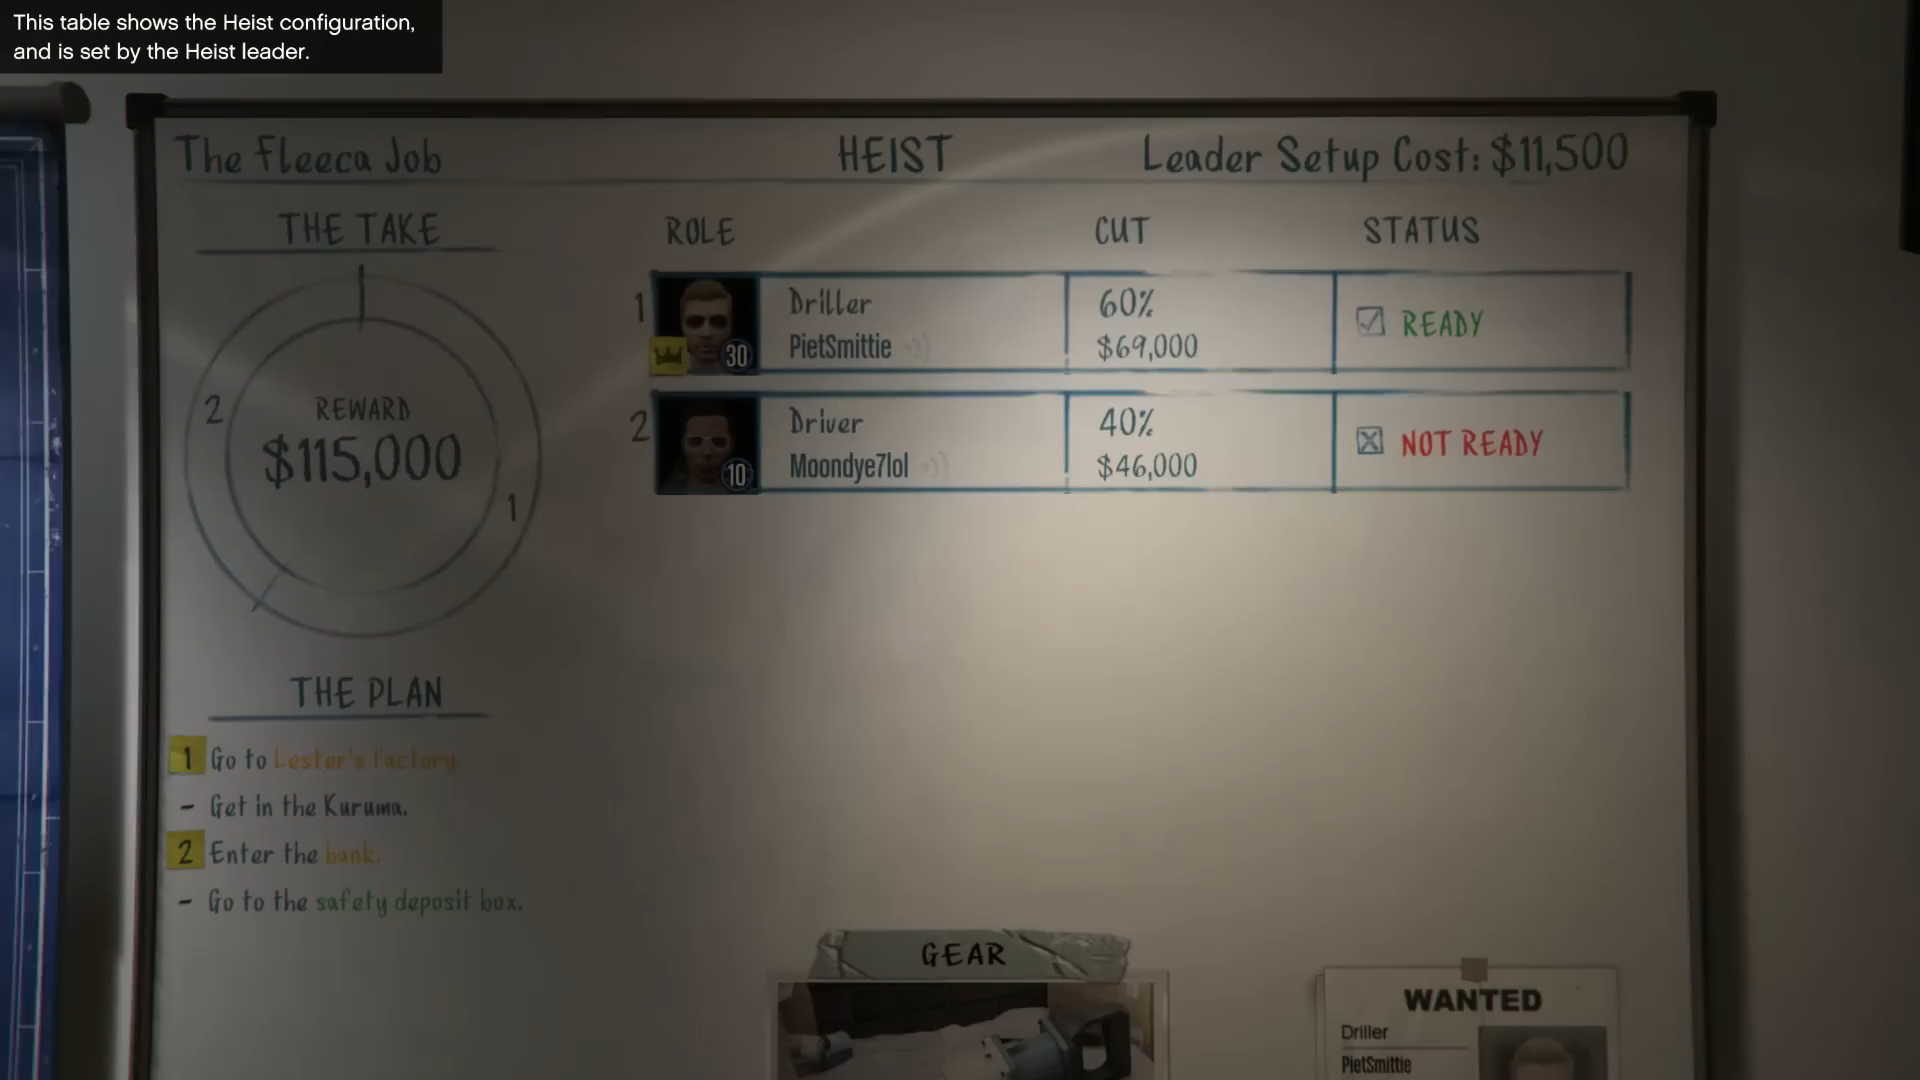 This table shows the Heist configuration,
and is set by the Heist leader.
The Fleeca Job
HEIST
Leader Setup Cost: $11,500
THE TAKE
2
REWARD
$115,000
1
ROLE
CUT
STATUS
1
30
Driller
PietSmittie
60%
$69,000
READY
2
10
Driver
Moondye7lol
40%
$46,000
NOT READY
THE PLAN
1 Go to Lester's factory.
- Get in the Kuruma.
2 Enter the bank.
- Go to the safety deposit box.
GEAR
WANTED
Driller
PietSmittie